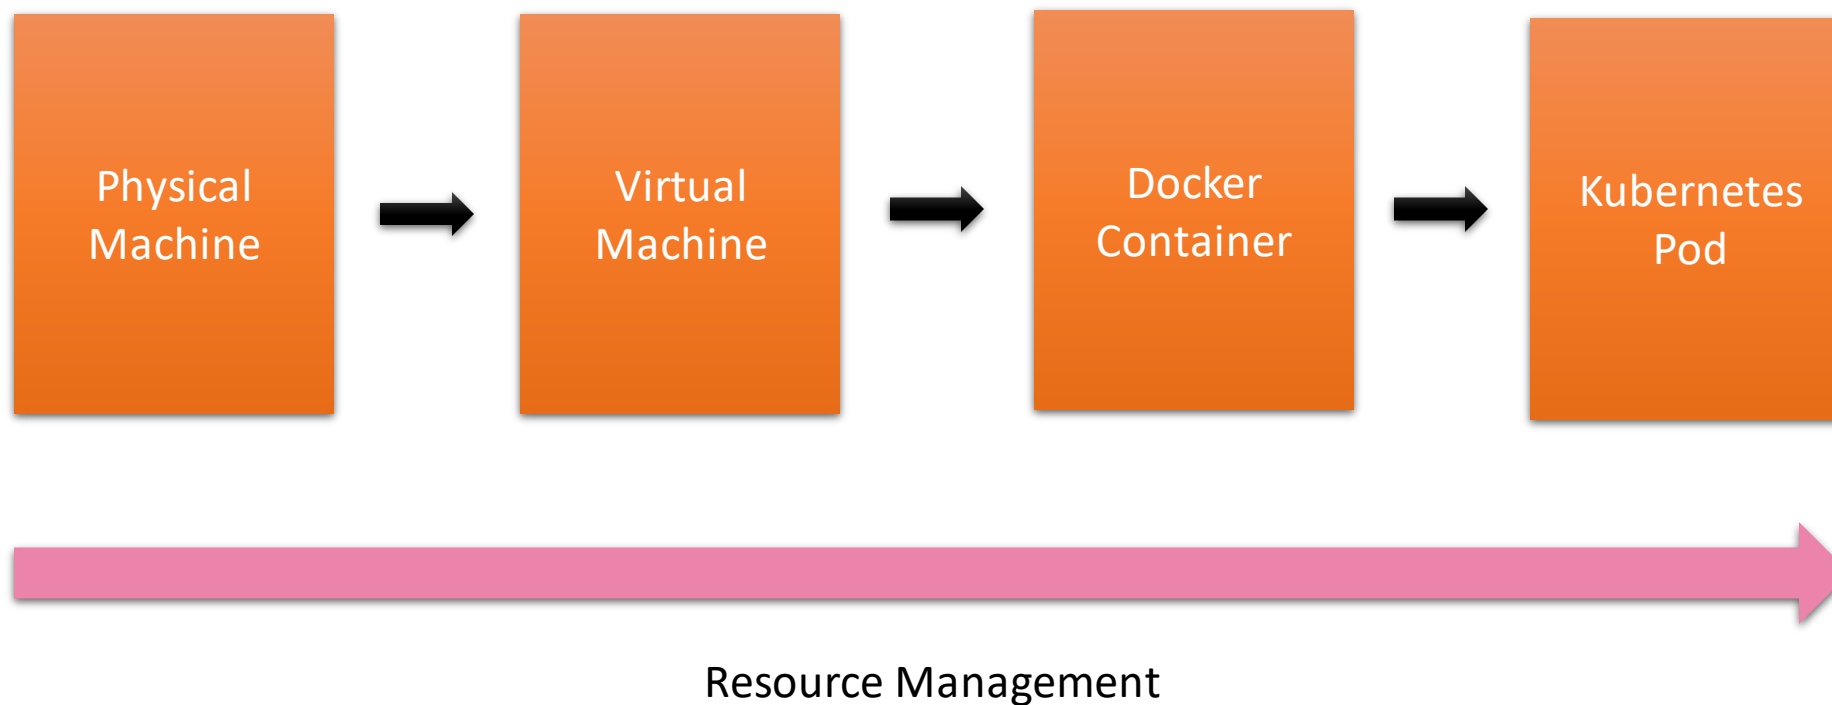 Physical
Machine
Virtual
Machine
Docker
Container
Kubernetes
Pod
Resource Management